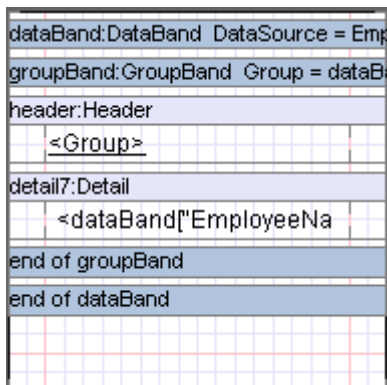 dataBand:DataBand DataSource = Emp
groupBand:GroupBand Group = dataB
header:Header
<Group>
detail7:Detail
<dataBand["EmployeeNa
end of groupBand
end of dataBand